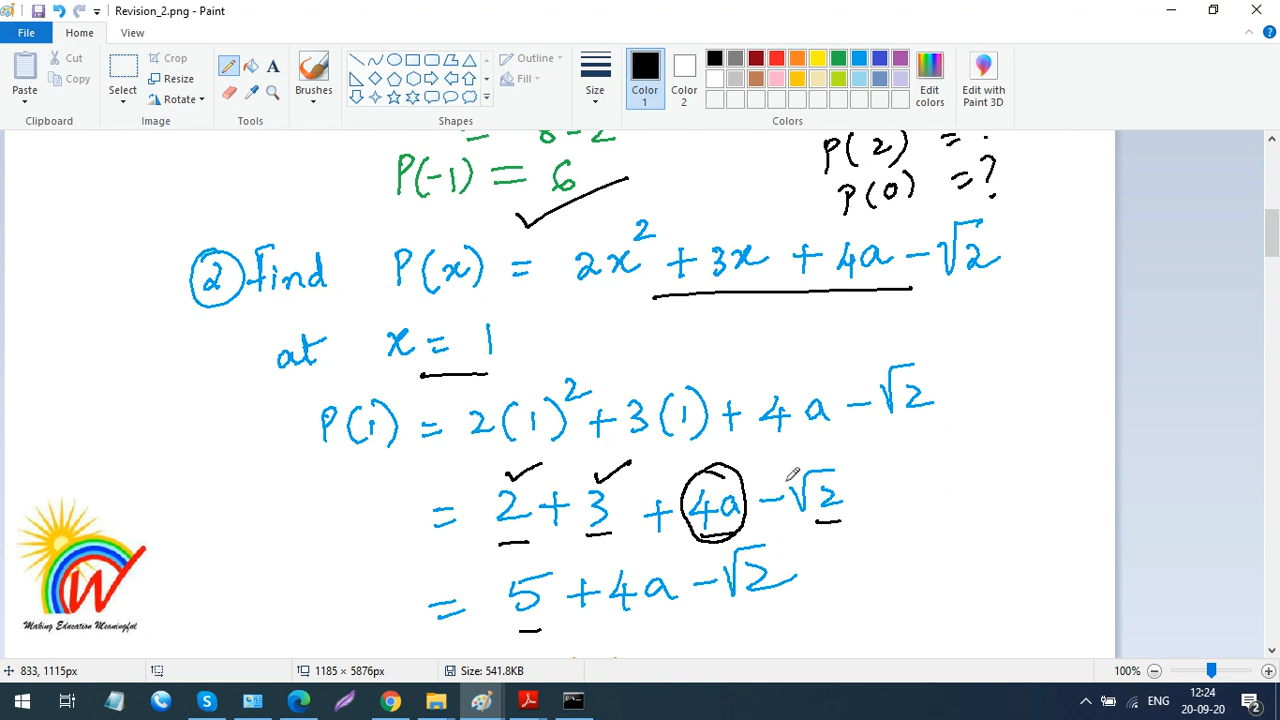 Revision_2.png - Paint
File Home View
Paste Cut Copy Clipboard
Select Crop Resize Rotate Image
Tools
Brushes
Outline Fill Shapes
Size
Color 1 Color 2 Edit colors Colors
Edit with Paint 3D
= 8-2
P(-1) = 6
P(2) = ?
P(0) = ?
② Find P(x) = 2x² + 3x + 4a - √2
at x = 1
P(1) = 2(1)² + 3(1) + 4a - √2
= 2 + 3 + 4a - √2
= 5 + 4a - √2
W
Making Education Meaningful
833, 1115px 1185 × 5876px Size: 541.8KB 100%
ENG 12:24 20-09-20 2